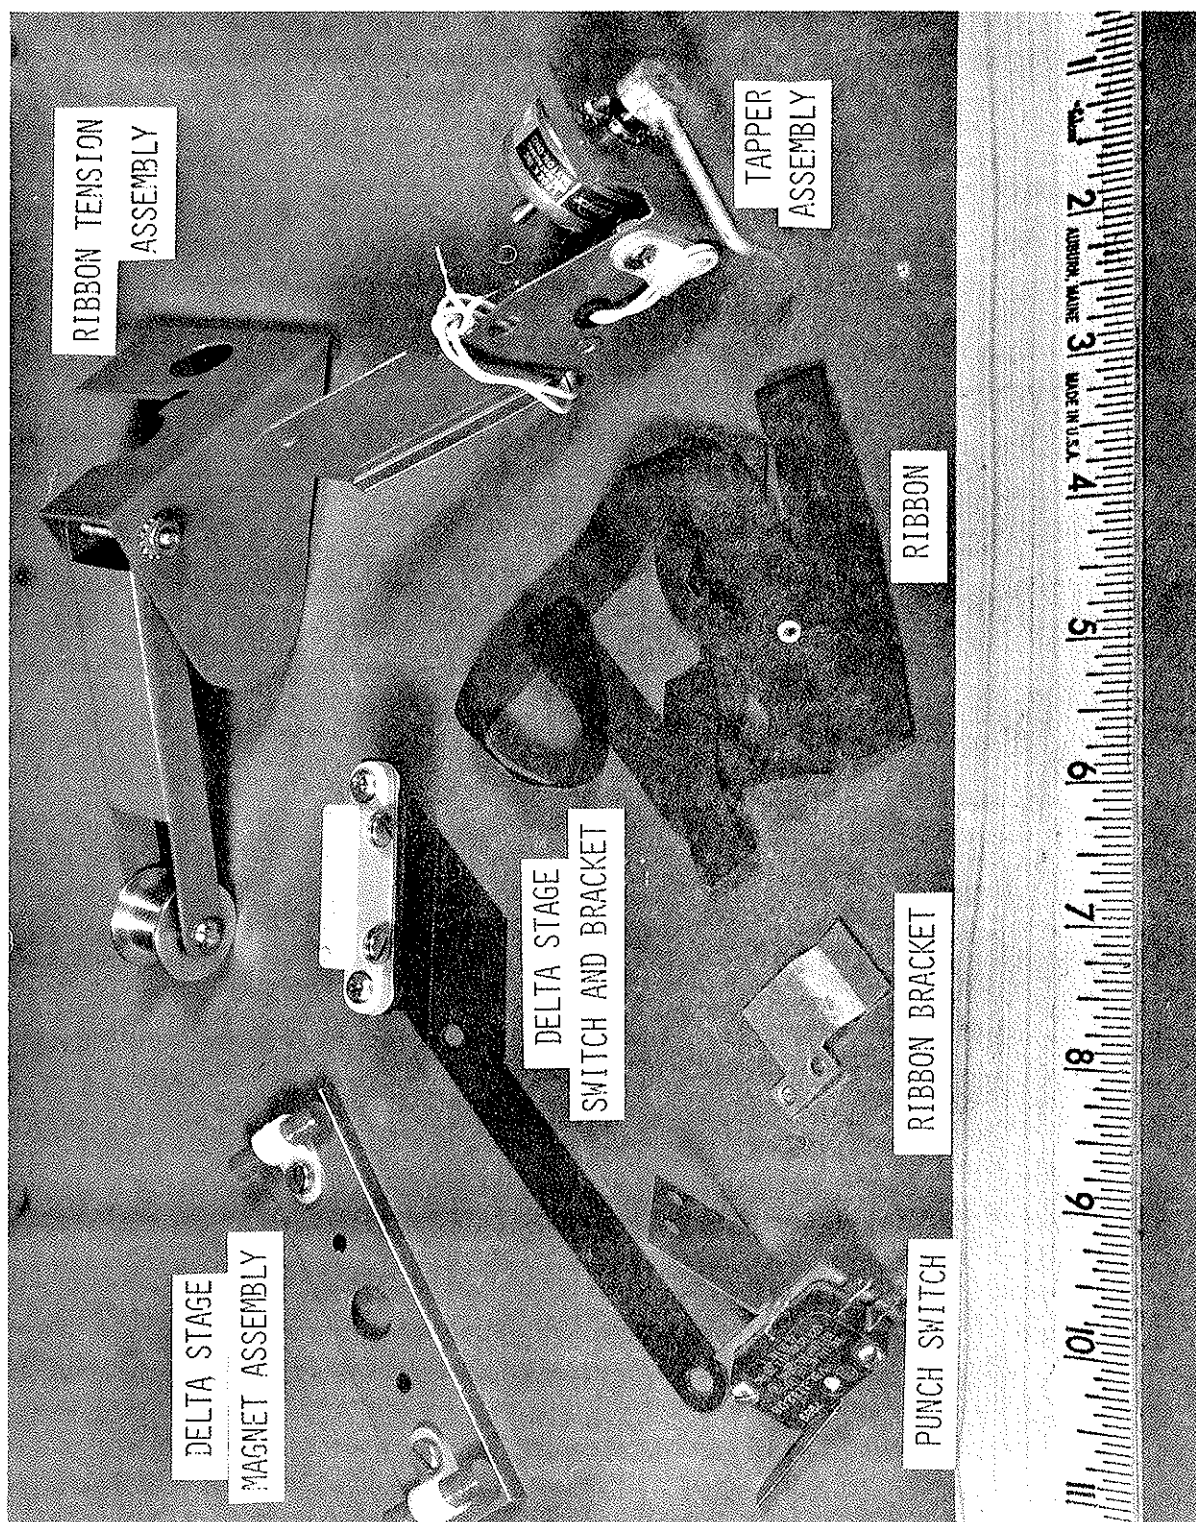 RIBBON TENSION
ASSEMBLY
TAPPER
ASSEMBLY
DELTA STAGE
MAGNET ASSEMBLY
DELTA STAGE
SWITCH AND BRACKET
RIBBON
RIBBON BRACKET
PUNCH SWITCH
1 2 3 4 5 6 7 8 9 10 11
AUBURN, MAINE MADE IN U.S.A.